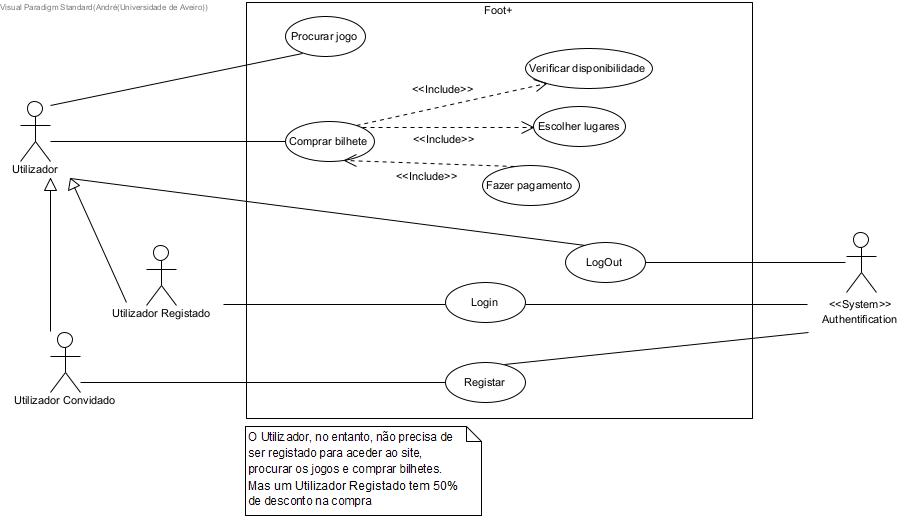 Visual Paradigm Standard(André(Universidade de Aveiro))
Foot+
Procurar jogo
Verificar disponibilidade
<<Include>>
Escolher lugares
Comprar bilhete
<<Include>>
Utilizador
<<Include>>
Fazer pagamento
LogOut
Login
<<System>>
Utilizador Registado
Authentification
Registar
Utilizador Convidado
O Utilizador, no entanto, não precisa de
ser registado para aceder ao site,
procurar os jogos e comprar bilhetes.
Mas um Utilizador Registado tem 50%
de desconto na compra